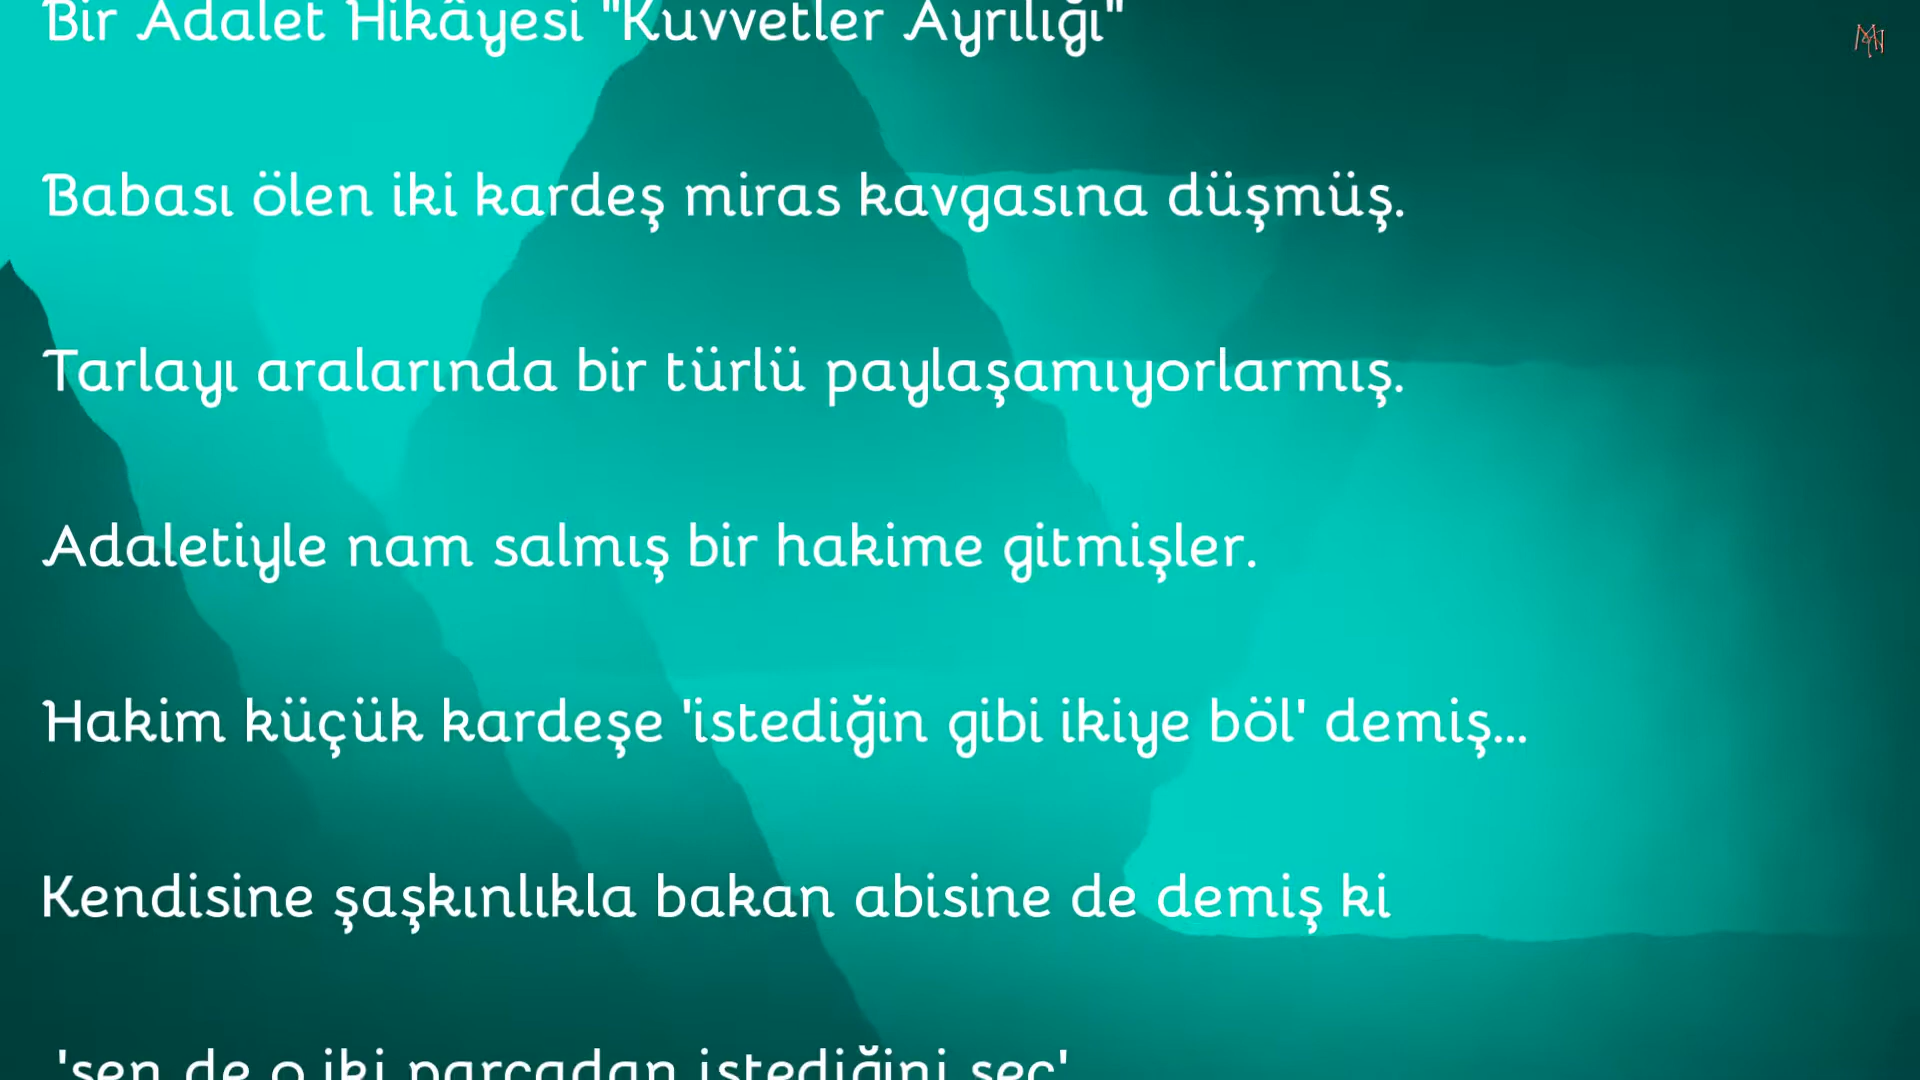 Bir Adalet Hikâyesi "Kuvvetler Ayrılığı"
Babası ölen iki kardeş miras kavgasına düşmüş.
Tarlayı aralarında bir türlü paylaşamıyorlarmış.
Adaletiyle nam salmış bir hakime gitmişler.
Hakim küçük kardeşe 'istediğin gibi ikiye böl' demiş...
Kendisine şaşkınlıkla bakan abisine de demiş ki
'sen de o iki parçadan istediğini seç'